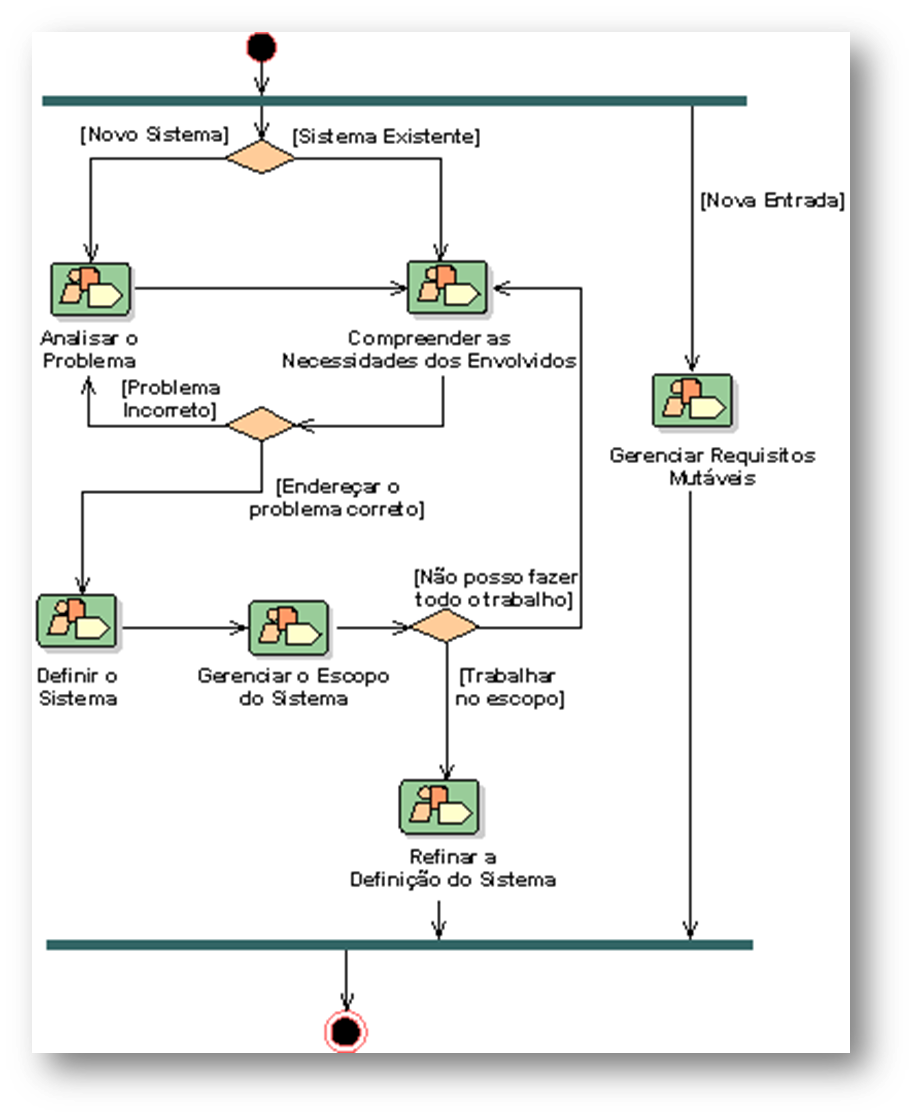 [Novo Sistema]
[Sistema Existente]
[Nova Entrada]
Analisar o
Problema
Compreender as
Necessidades dos Envolvidos
[Problema
Incorreto]
Gerenciar Requisitos
Mutáveis
[Endereçar o
problema correto]
[Não posso fazer
todo o trabalho]
Definir o
Sistema
Gerenciar o Escopo
do Sistema
[Trabalhar
no escopo]
Refinar a
Definição do Sistema